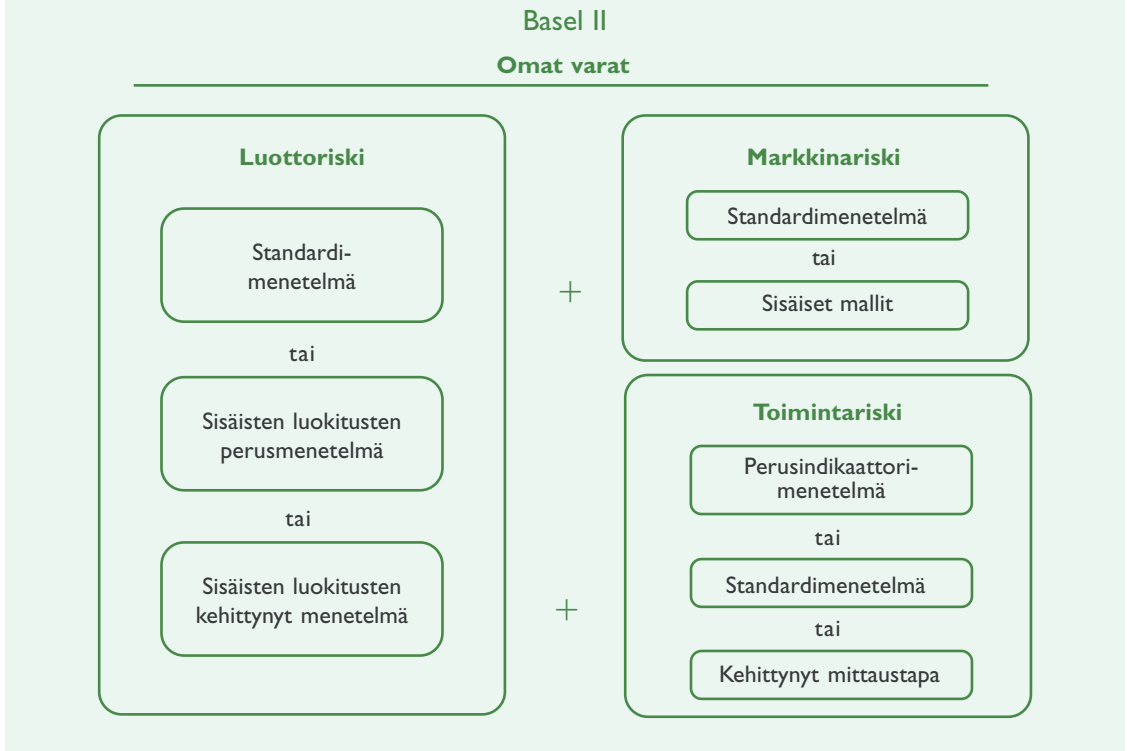 Basel II
Omat varat
Luottoriski
Standardi-
menetelmä
tai
Sisäisten luokitusten
perusmenetelmä
tai
Sisäisten luokitusten
kehittynyt menetelmä
+
+
Markkinariski
Standardimenetelmä
tai
Sisäiset mallit
Toimintariski
Perusindikaattori-
menetelmä
tai
Standardimenetelmä
tai
Kehittynyt mittaustapa